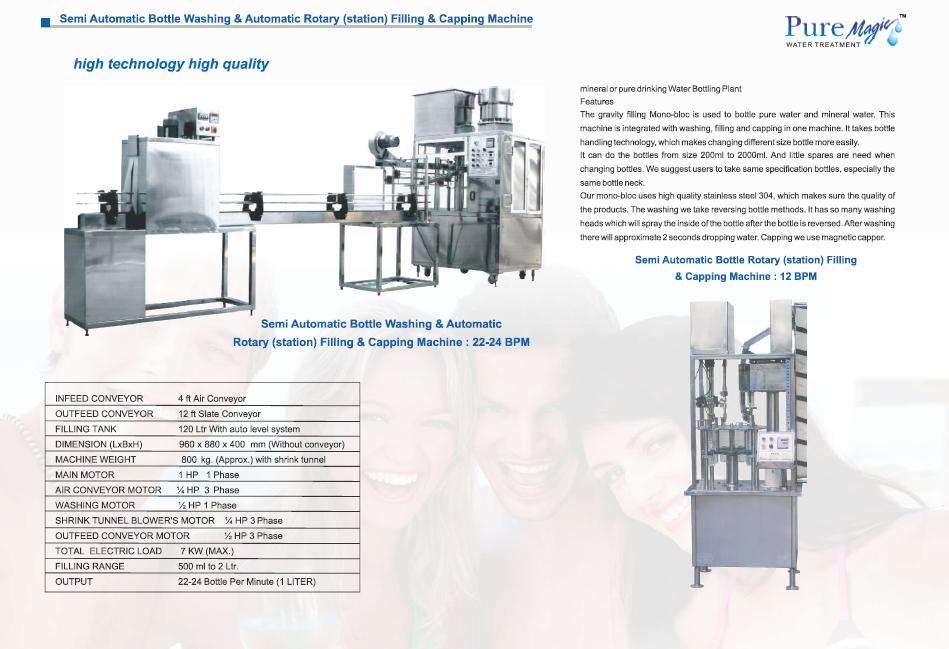 Semi Automatic Bottle Washing & Automatic Rotary (station) Filling & Capping Machine
Pure Magic™
WATER TREATMENT
high technology high quality
mineral or pure drinking Water Bottling Plant
Features
The gravity filling Mono-bloc is used to bottle pure water and mineral water. This
machine is integrated with washing, filling and capping in one machine. It takes bottle
handling technology, which makes changing different size bottle more easily.
It can do the bottles from size 200ml to 2000ml. And little spares are need when
changing bottles. We suggest users to take same specification bottles, especially the
same bottle neck.
Our mono-bloc uses high quality stainless steel 304, which makes sure the quality of
the products. The washing we take reversing bottle methods. It has so many washing
heads which will spray the inside of the bottle after the bottle is reversed. After washing
there will approximate 2 seconds dropping water. Capping we use magnetic capper.
Semi Automatic Bottle Rotary (station) Filling
& Capping Machine : 12 BPM
Semi Automatic Bottle Washing & Automatic
Rotary (station) Filling & Capping Machine : 22-24 BPM
INFEED CONVEYOR 4 ft Air Conveyor
OUTFEED CONVEYOR 12 ft Slate Conveyor
FILLING TANK 120 Ltr With auto level system
DIMENSION (LxBxH) 960 x 880 x 400 mm (Without conveyor)
MACHINE WEIGHT 800 kg. (Approx.) with shrink tunnel
MAIN MOTOR 1 HP 1 Phase
AIR CONVEYOR MOTOR ¼ HP 3 Phase
WASHING MOTOR ½ HP 1 Phase
SHRINK TUNNEL BLOWER'S MOTOR ¼ HP 3 Phase
OUTFEED CONVEYOR MOTOR ½ HP 3 Phase
TOTAL ELECTRIC LOAD 7 KW (MAX.)
FILLING RANGE 500 ml to 2 Ltr.
OUTPUT 22-24 Bottle Per Minute (1 LITER)